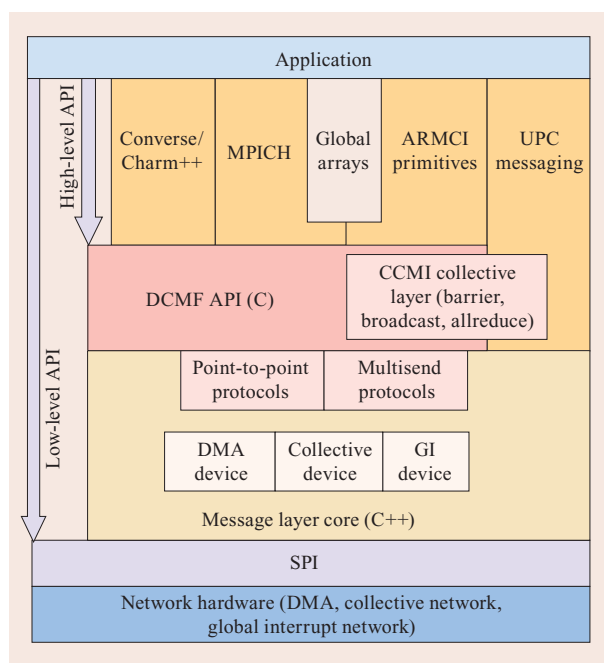 Application
High-level API
Low-level API
Converse/
Charm++
MPICH
Global
arrays
ARMCI
primitives
UPC
messaging
DCMF API (C)
CCMI collective
layer (barrier,
broadcast, allreduce)
Point-to-point
protocols
Multisend
protocols
DMA
device
Collective
device
GI
device
Message layer core (C++)
SPI
Network hardware (DMA, collective network,
global interrupt network)